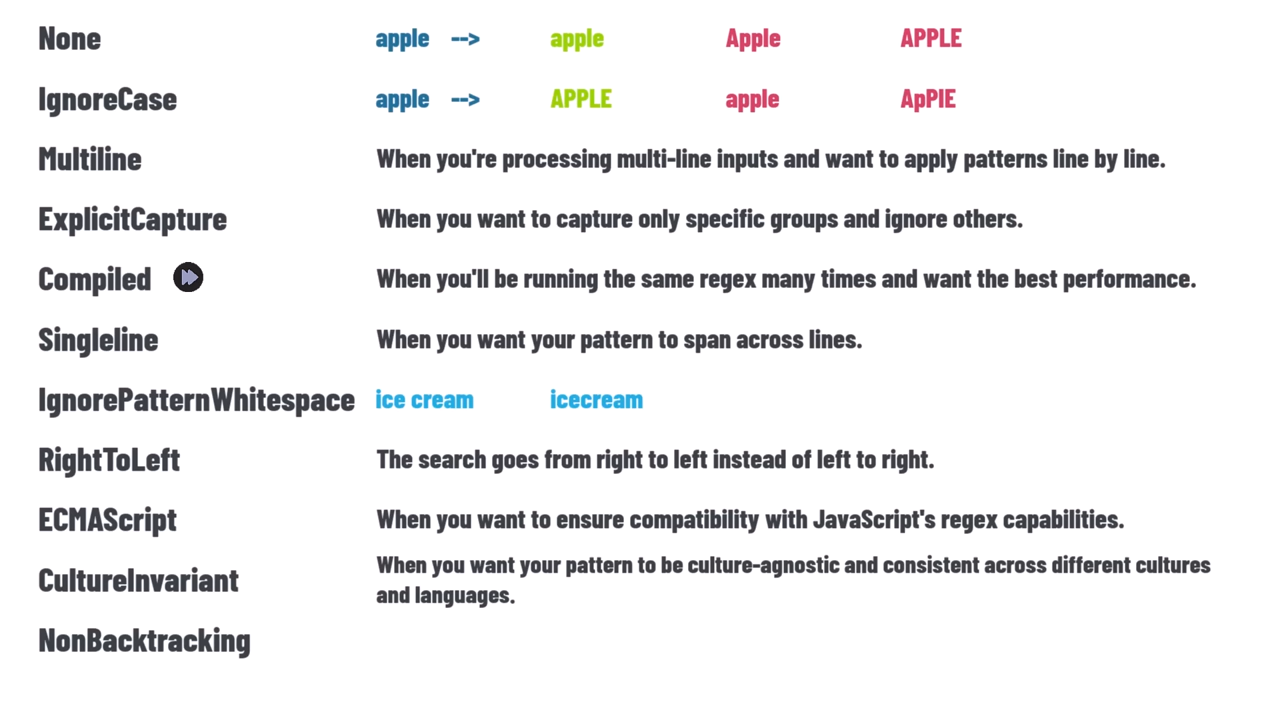 None apple --> apple Apple APPLE
IgnoreCase apple --> APPLE apple ApPlE
Multiline When you're processing multi-line inputs and want to apply patterns line by line.
ExplicitCapture When you want to capture only specific groups and ignore others.
Compiled When you'll be running the same regex many times and want the best performance.
Singleline When you want your pattern to span across lines.
IgnorePatternWhitespace ice cream icecream
RightToLeft The search goes from right to left instead of left to right.
ECMAScript When you want to ensure compatibility with JavaScript's regex capabilities.
CultureInvariant When you want your pattern to be culture-agnostic and consistent across different cultures
and languages.
NonBacktracking